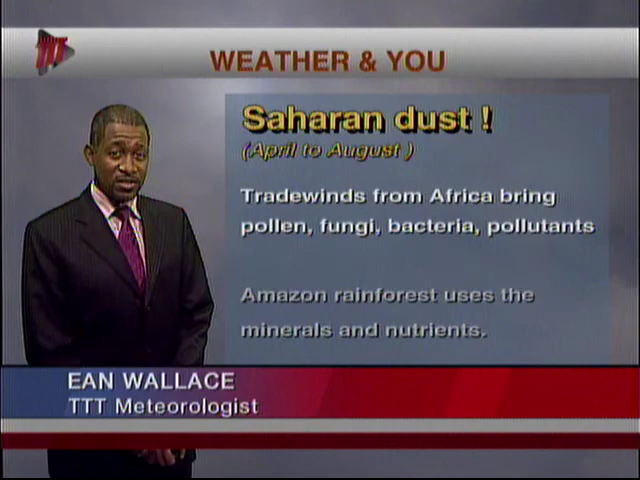 TTT
WEATHER & YOU
Saharan dust !
(April to August )
Tradewinds from Africa bring
pollen, fungi, bacteria, pollutants
Amazon rainforest uses the
minerals and nutrients.
EAN WALLACE
TTT Meteorologist